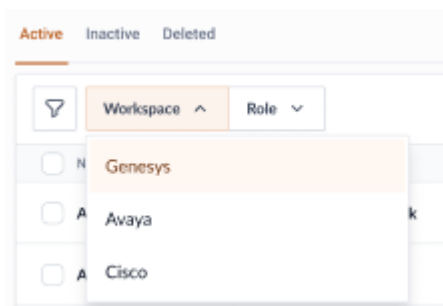 Active Inactive Deleted
Workspace Role
N
Genesys
A k
Avaya
A Cisco